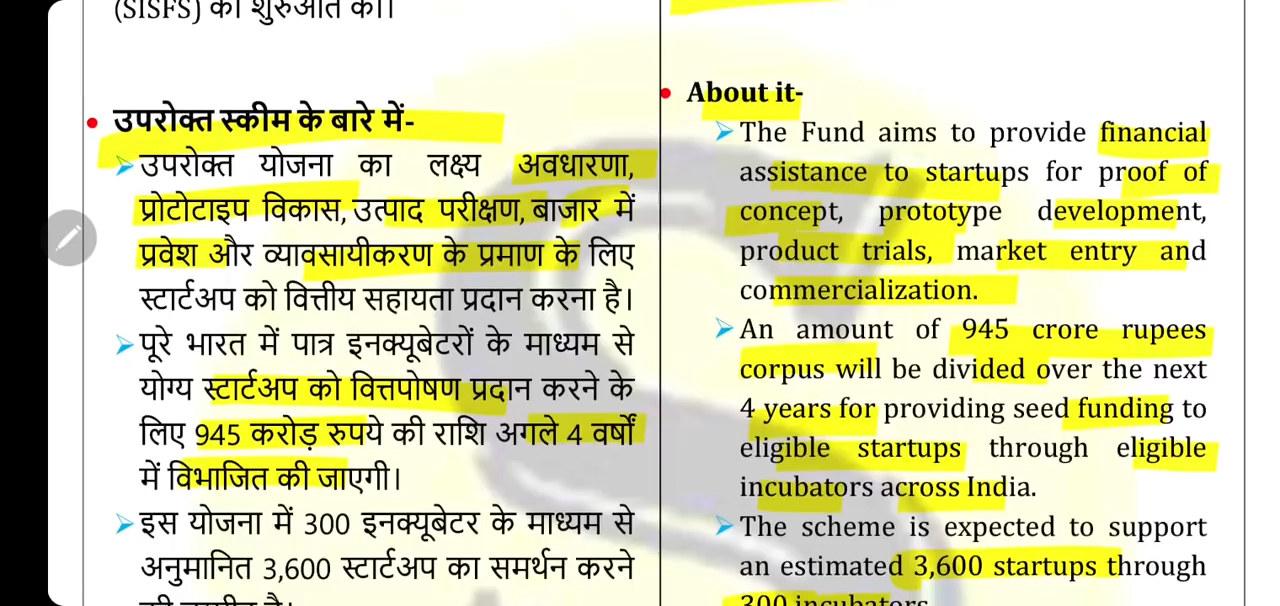 (SISFS) की शुरुआत की।
उपरोक्त स्कीम के बारे में-
उपरोक्त योजना का लक्ष्य अवधारणा,
प्रोटोटाइप विकास, उत्पाद परीक्षण, बाजार में
प्रवेश और व्यावसायीकरण के प्रमाण के लिए
स्टार्टअप को वित्तीय सहायता प्रदान करना है।
पूरे भारत में पात्र इनक्यूबेटरों के माध्यम से
योग्य स्टार्टअप को वित्तपोषण प्रदान करने के
लिए 945 करोड़ रुपये की राशि अगले 4 वर्षों
में विभाजित की जाएगी।
इस योजना में 300 इनक्यूबेटर के माध्यम से
अनुमानित 3,600 स्टार्टअप का समर्थन करने
About it-
The Fund aims to provide financial
assistance to startups for proof of
concept, prototype development,
product trials, market entry and
commercialization.
An amount of 945 crore rupees
corpus will be divided over the next
4 years for providing seed funding to
eligible startups through eligible
incubators across India.
The scheme is expected to support
an estimated 3,600 startups through
300 incubators